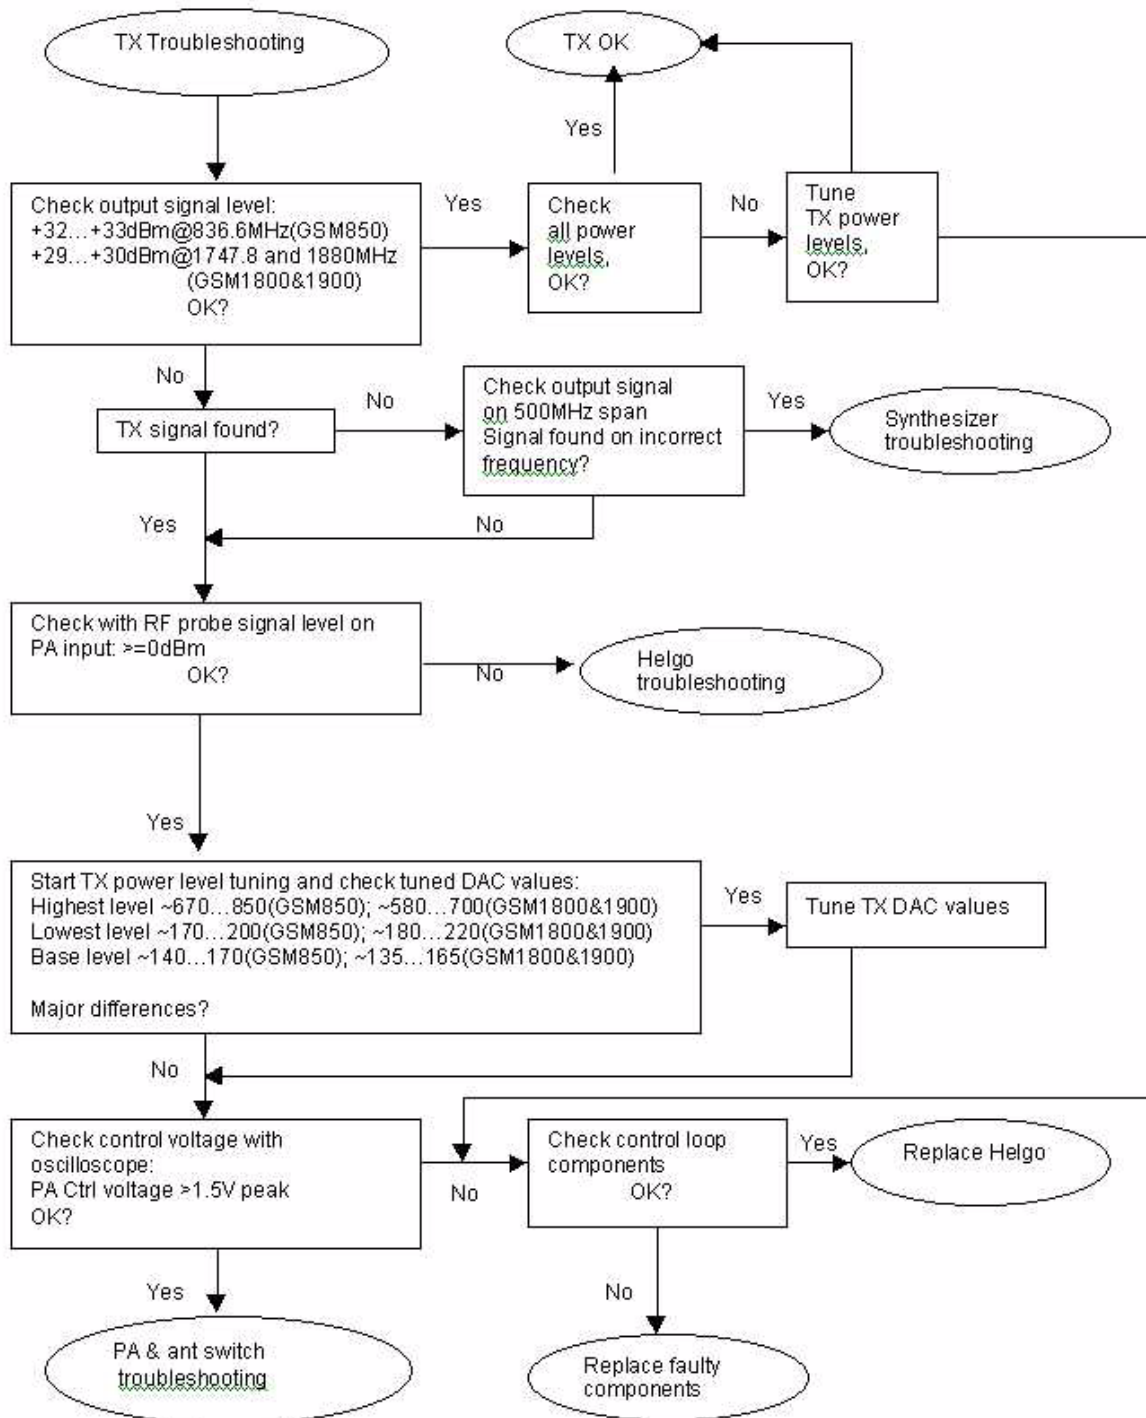 TX Troubleshooting
TX OK
Yes
Check output signal level:
+32...+33dBm@836.6MHz(GSM850)
+29...+30dBm@1747.8 and 1880MHz
(GSM1800&1900)
OK?
Yes
Check
all power
levels,
OK?
No
Tune
TX power
levels,
OK?
No
TX signal found?
No
Check output signal
on 500MHz span
Signal found on incorrect
frequency?
Yes
Synthesizer
troubleshooting
Yes
No
Check with RF probe signal level on
PA input: >=0dBm
OK?
No
Helgo
troubleshooting
Yes
Start TX power level tuning and check tuned DAC values:
Highest level ~670...850(GSM850); ~580...700(GSM1800&1900)
Lowest level ~170...200(GSM850); ~180...220(GSM1800&1900)
Base level ~140...170(GSM850); ~135...165(GSM1800&1900)
Major differences?
Yes
Tune TX DAC values
No
Check control voltage with
oscilloscope:
PA Ctrl voltage >1.5V peak
OK?
No
Check control loop
components
OK?
Yes
Replace Helgo
Yes
No
PA & ant switch
troubleshooting
Replace faulty
components